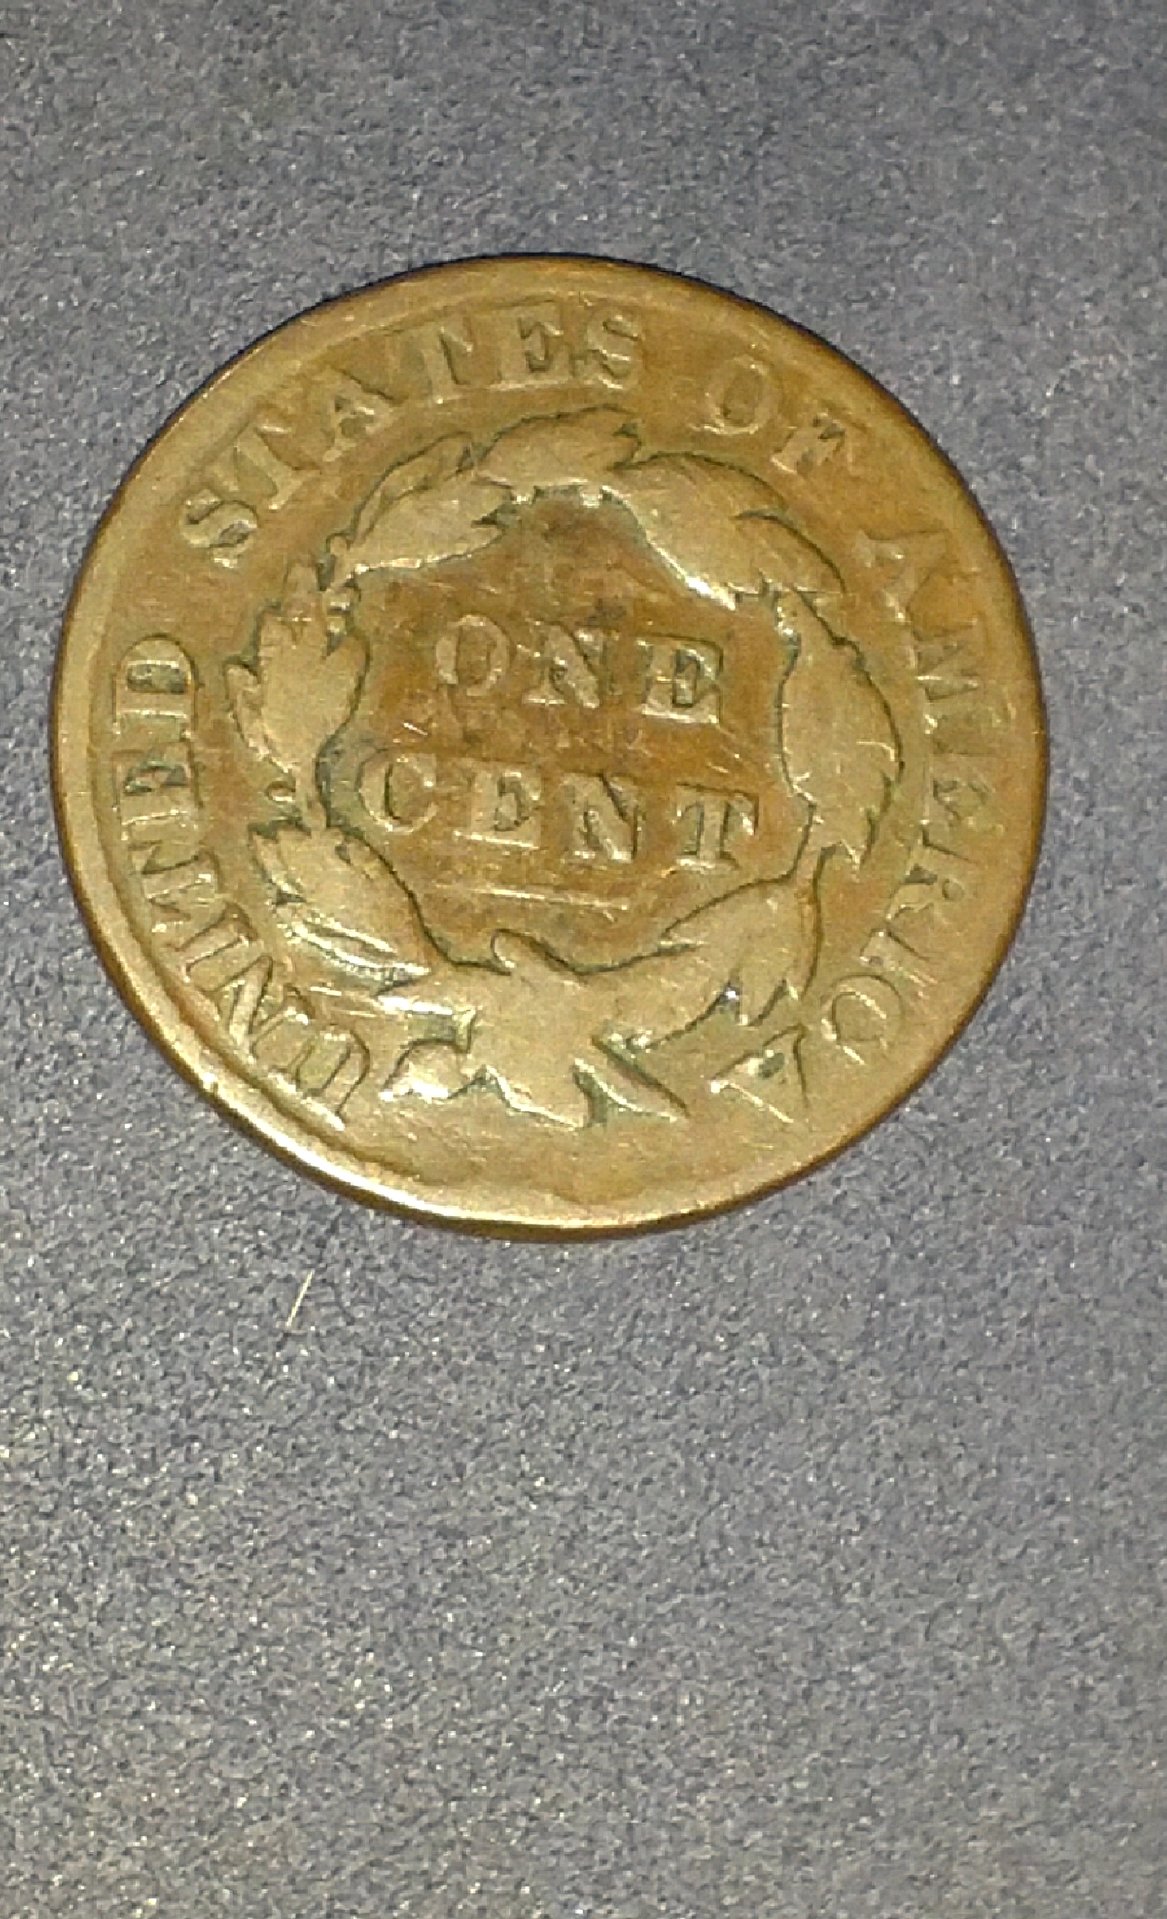 UNITED STATES OF AMERICA
ONE
CENT